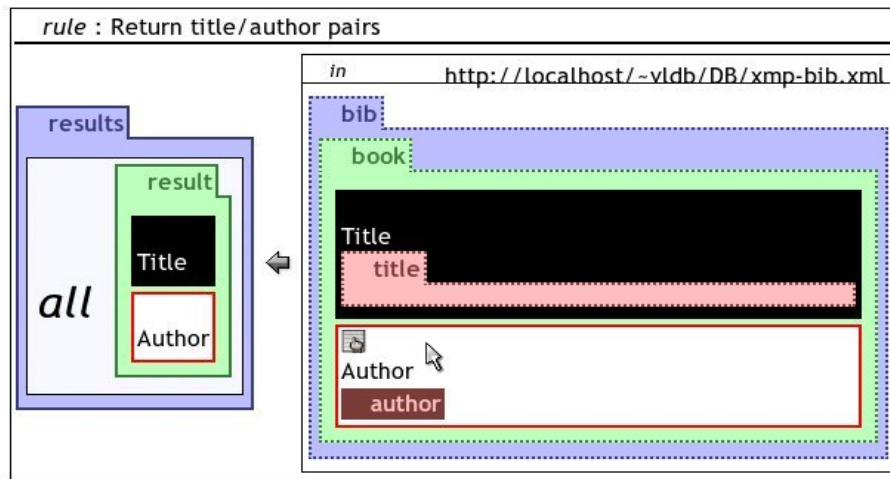 rule : Return title/author pairs
in http://localhost/~vldb/DB/xmp-bib.xml
results
result
Title
all
Author
bib
book
Title
title
Author
author